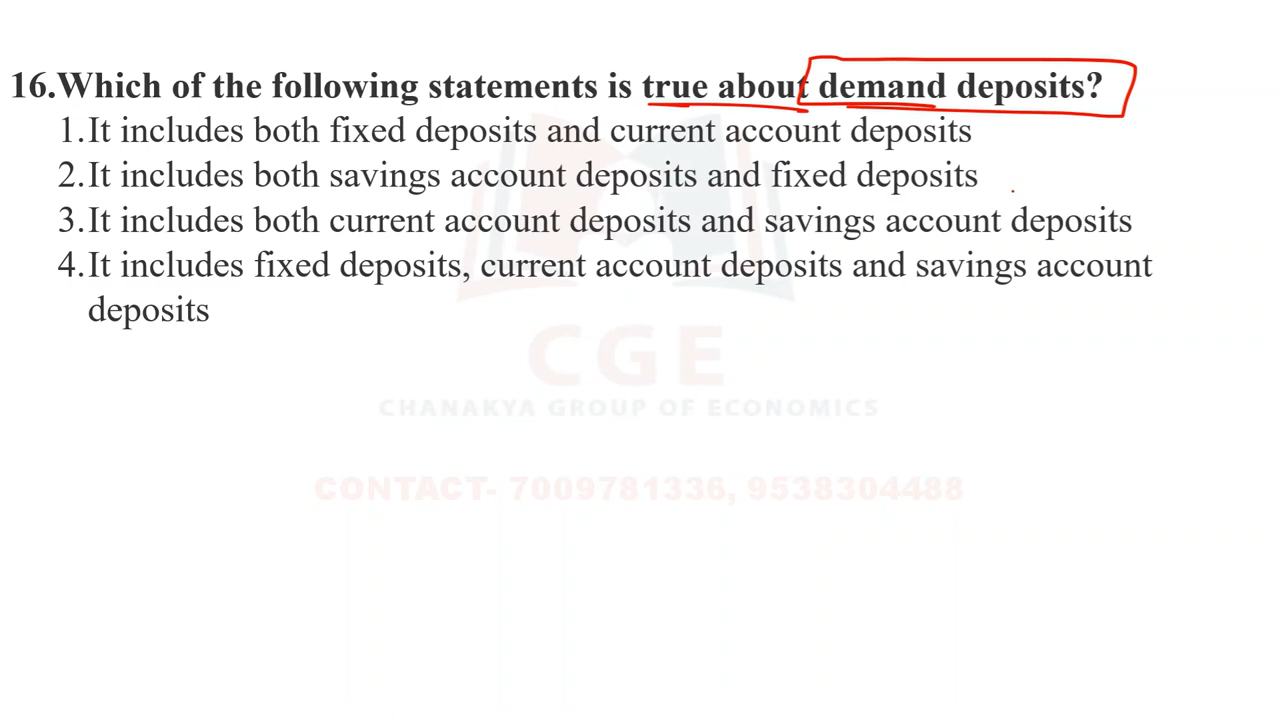 16.Which of the following statements is true about demand deposits?
1.It includes both fixed deposits and current account deposits
2.It includes both savings account deposits and fixed deposits
3.It includes both current account deposits and savings account deposits
4.It includes fixed deposits, current account deposits and savings account
deposits
CGE
CHANAKYA GROUP OF ECONOMICS
CONTACT- 7009781336, 9538304488